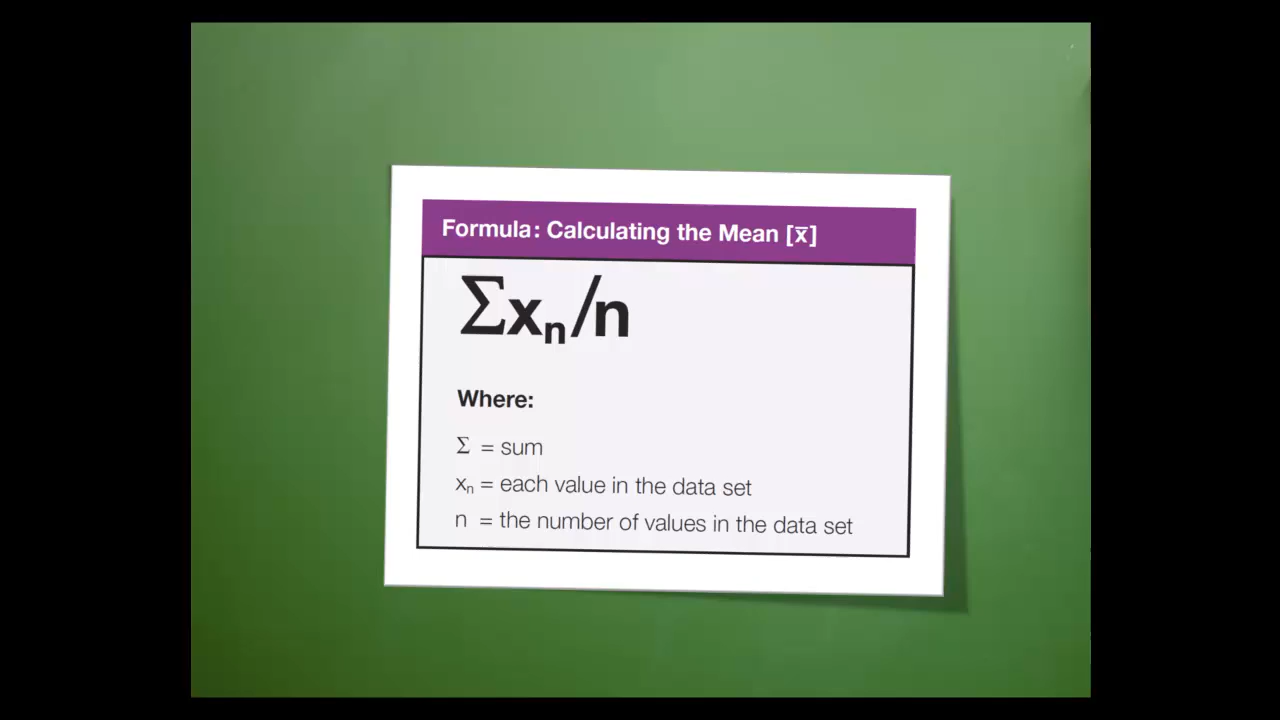 Formula: Calculating the Mean [x̅]
Σxₙ/n
Where:
Σ = sum
xₙ = each value in the data set
n = the number of values in the data set